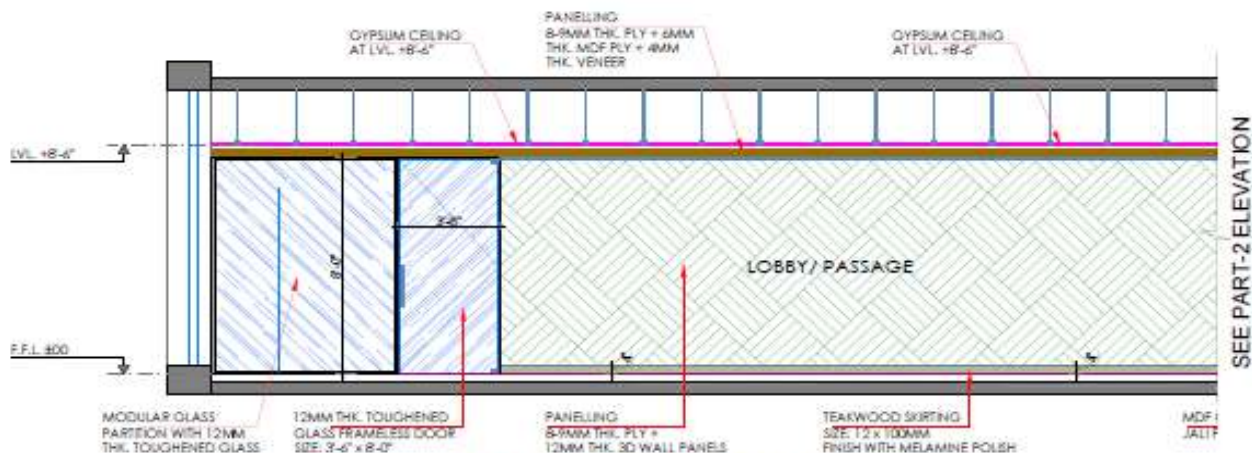 GYPSUM CEILING
AT LVL. +8'-6"
PANELLING
8-9MM THK. PLY + 6MM
THK. MDF PLY + 4MM
THK. VENEER
GYPSUM CEILING
AT LVL. +8'-6"
LVL. +8'-6"
3'-6"
8'-0"
LOBBY/ PASSAGE
SEE PART-2 ELEVATION
F.F.L ±00
4"
4"
MODULAR GLASS
PARTITION WITH 12MM
THK. TOUGHENED GLASS
12MM THK. TOUGHENED
GLASS FRAMELESS DOOR
SIZE: 3'-6" x 8'-0"
PANELLING
8-9MM THK. PLY +
12MM THK. 3D WALL PANELS
TEAKWOOD SKIRTING
SIZE: 12 x 100MM
FINISH WITH MELAMINE POLISH
MDF
JALI